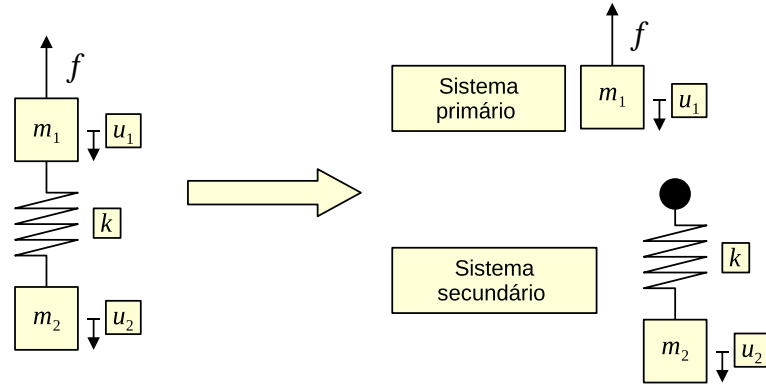 f
m1
u1
k
m2
u2
Sistema
primário
f
m1
u1
Sistema
secundário
k
m2
u2